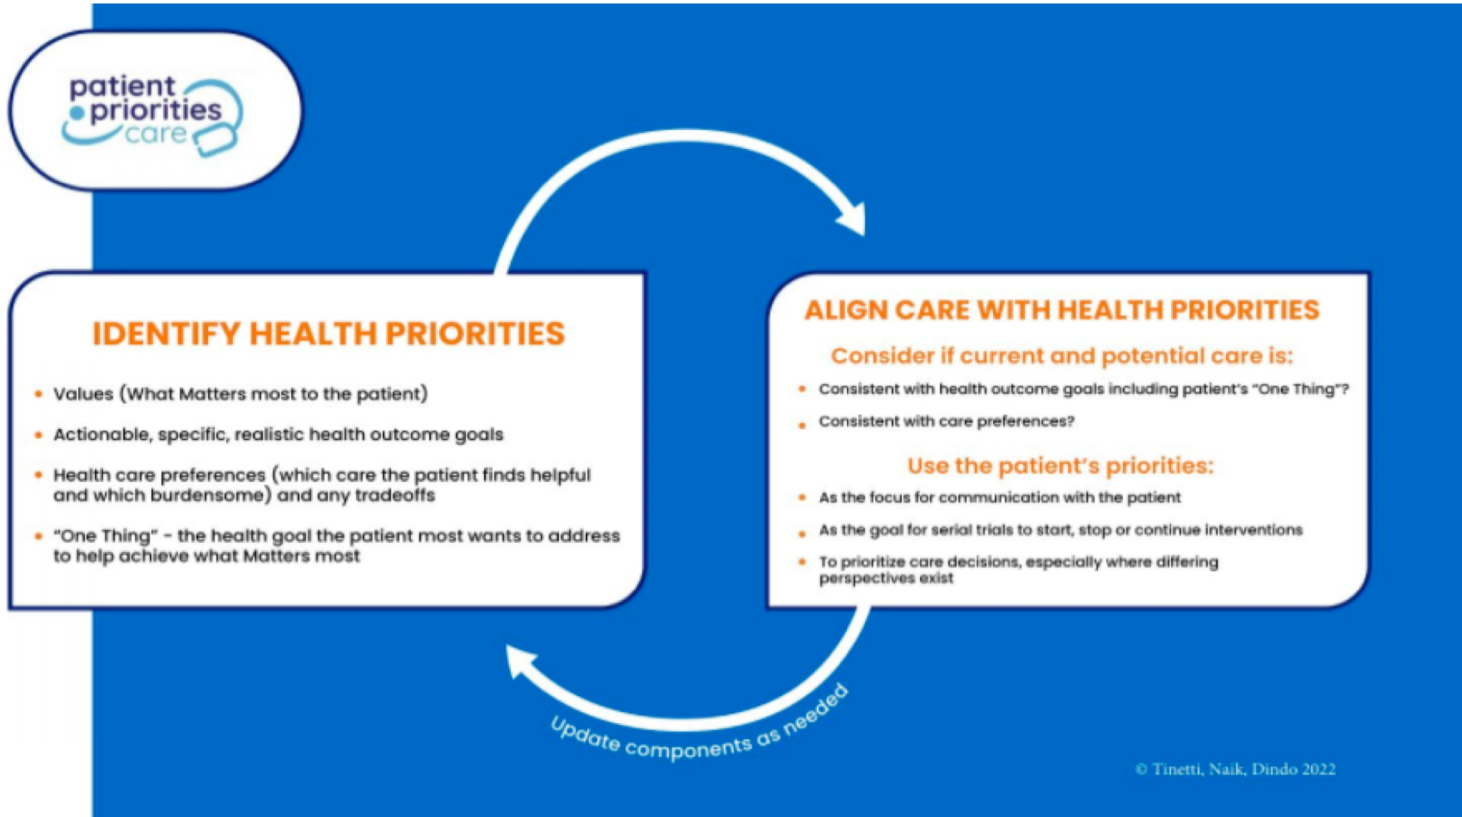 patient
priorities
care
IDENTIFY HEALTH PRIORITIES
Values (What Matters most to the patient)
Actionable, specific, realistic health outcome goals
Health care preferences (which care the patient finds helpful
and which burdensome) and any tradeoffs
“One Thing” - the health goal the patient most wants to address
to help achieve what Matters most
ALIGN CARE WITH HEALTH PRIORITIES
Consider if current and potential care is:
Consistent with health outcome goals including patient’s “One Thing”?
Consistent with care preferences?
Use the patient’s priorities:
As the focus for communication with the patient
As the goal for serial trials to start, stop or continue interventions
To prioritize care decisions, especially where differing
perspectives exist
Update components as needed
© Tinetti, Naik, Dindo 2022